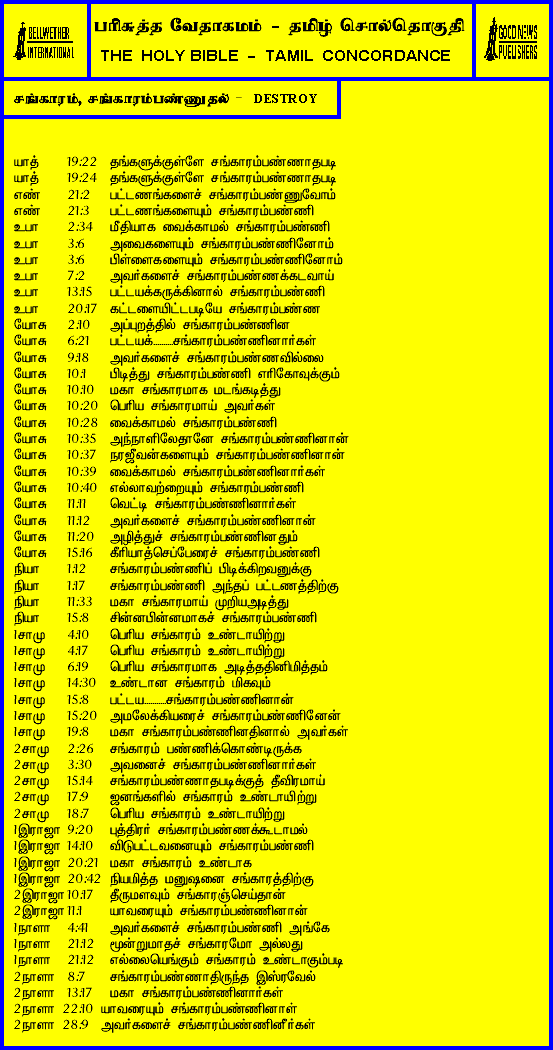 BELLWETHER
INTERNATIONAL
பரிசுத்த வேதாகமம் - தமிழ் சொல்தொகுதி
THE HOLY BIBLE - TAMIL CONCORDANCE
GOOD NEWS
PUBLISHERS
சங்காரம், சங்காரம்பண்ணுதல் - DESTROY
யாத் 19:22 தங்களுக்குள்ளே சங்காரம்பண்ணாதபடி
யாத் 19:24 தங்களுக்குள்ளே சங்காரம்பண்ணாதபடி
எண் 21:2 பட்டணங்களைச் சங்காரம்பண்ணுவோம்
எண் 21:3 பட்டணங்களையும் சங்காரம்பண்ணி
உபா 2:34 மீதியாக வைக்காமல் சங்காரம்பண்ணி
உபா 3:6 அவைகளையும் சங்காரம்பண்ணினோம்
உபா 3:6 பிள்ளைகளையும் சங்காரம்பண்ணினோம்
உபா 7:2 அவர்களைச் சங்காரம்பண்ணக்கடவாய்
உபா 13:15 பட்டயக்கருக்கினால் சங்காரம்பண்ணி
உபா 20:17 கட்டளையிட்டபடியே சங்காரம்பண்ண
யோசு 2:10 அப்புறத்தில் சங்காரம்பண்ணின
யோசு 6:21 பட்டயக்.........சங்காரம்பண்ணினார்கள்
யோசு 9:18 அவர்களைச் சங்காரம்பண்ணவில்லை
யோசு 10:1 பிடித்து சங்காரம்பண்ணி எரிகோவுக்கும்
யோசு 10:10 மகா சங்காரமாக மடங்கடித்து
யோசு 10:20 பெரிய சங்காரமாய் அவர்கள்
யோசு 10:28 வைக்காமல் சங்காரம்பண்ணி
யோசு 10:35 அந்நாளிலேதானே சங்காரம்பண்ணினான்
யோசு 10:37 நரஜீவன்களையும் சங்காரம்பண்ணினான்
யோசு 10:39 வைக்காமல் சங்காரம்பண்ணினார்கள்
யோசு 10:40 எல்லாவற்றையும் சங்காரம்பண்ணி
யோசு 11:11 வெட்டி சங்காரம்பண்ணினார்கள்
யோசு 11:12 அவர்களைச் சங்காரம்பண்ணினான்
யோசு 11:20 அழித்துச் சங்காரம்பண்ணினதும்
யோசு 15:16 கீரியாத்செப்பேரைச் சங்காரம்பண்ணி
நியா 1:12 சங்காரம்பண்ணிப் பிடிக்கிறவனுக்கு
நியா 1:17 சங்காரம்பண்ணி அந்தப் பட்டணத்திற்கு
நியா 11:33 மகா சங்காரமாய் முறியஅடித்து
நியா 15:8 சின்னபின்னமாகச் சங்காரம்பண்ணி
1சாமு 4:10 பெரிய சங்காரம் உண்டாயிற்று
1சாமு 4:17 பெரிய சங்காரம் உண்டாயிற்று
1சாமு 6:19 பெரிய சங்காரமாக அடித்ததினிமித்தம்
1சாமு 14:30 உண்டான சங்காரம் மிகவும்
1சாமு 15:8 பட்டய.........சங்காரம்பண்ணினான்
1சாமு 15:20 அமலேக்கியரைச் சங்காரம்பண்ணினேன்
1சாமு 19:8 மகா சங்காரம்பண்ணினதினால் அவர்கள்
2சாமு 2:26 சங்காரம் பண்ணிக்கொண்டிருக்க
2சாமு 3:30 அவனைச் சங்காரம்பண்ணினார்கள்
2சாமு 15:14 சங்காரம்பண்ணாதபடிக்குத் தீவிரமாய்
2சாமு 17:9 ஜனங்களில் சங்காரம் உண்டாயிற்று
2சாமு 18:7 பெரிய சங்காரம் உண்டாயிற்று
1இராஜா 9:20 புத்திரர் சங்காரம்பண்ணக்கூடாமல்
1இராஜா 14:10 விடுபட்டவனையும் சங்காரம்பண்ணி
1இராஜா 20:21 மகா சங்காரம் உண்டாக
1இராஜா 20:42 நியமித்த மனுஷனை சங்காரத்திற்கு
2இராஜா 10:17 தீருமளவும் சங்காரஞ்செய்தான்
2இராஜா 11:1 யாவரையும் சங்காரம்பண்ணினான்
1நாளா 4:41 அவர்களைச் சங்காரம்பண்ணி அங்கே
1நாளா 21:12 மூன்றுமாதச் சங்காரமோ அல்லது
1நாளா 21:12 எல்லையெங்கும் சங்காரம் உண்டாகும்படி
2நாளா 8:7 சங்காரம்பண்ணாதிருந்த இஸ்ரவேல்
2நாளா 13:17 மகா சங்காரம்பண்ணினார்கள்
2நாளா 22:10 யாவரையும் சங்காரம்பண்ணினாள்
2நாளா 28:9 அவர்களைச் சங்காரம்பண்ணினீர்கள்